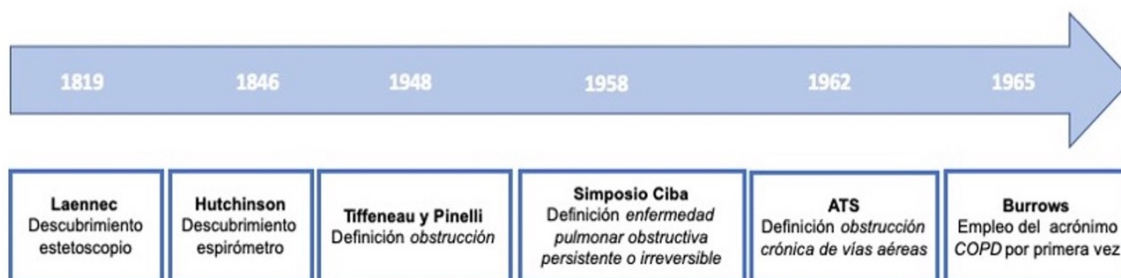 1819 1846 1948 1958 1962 1965
Laennec
Descubrimiento
estetoscopio
Hutchinson
Descubrimiento
espirómetro
Tiffeneau y Pinelli
Definición obstrucción
Simposio Ciba
Definición enfermedad
pulmonar obstructiva
persistente o irreversible
ATS
Definición obstrucción
crónica de vías aéreas
Burrows
Empleo del acrónimo
COPD por primera vez